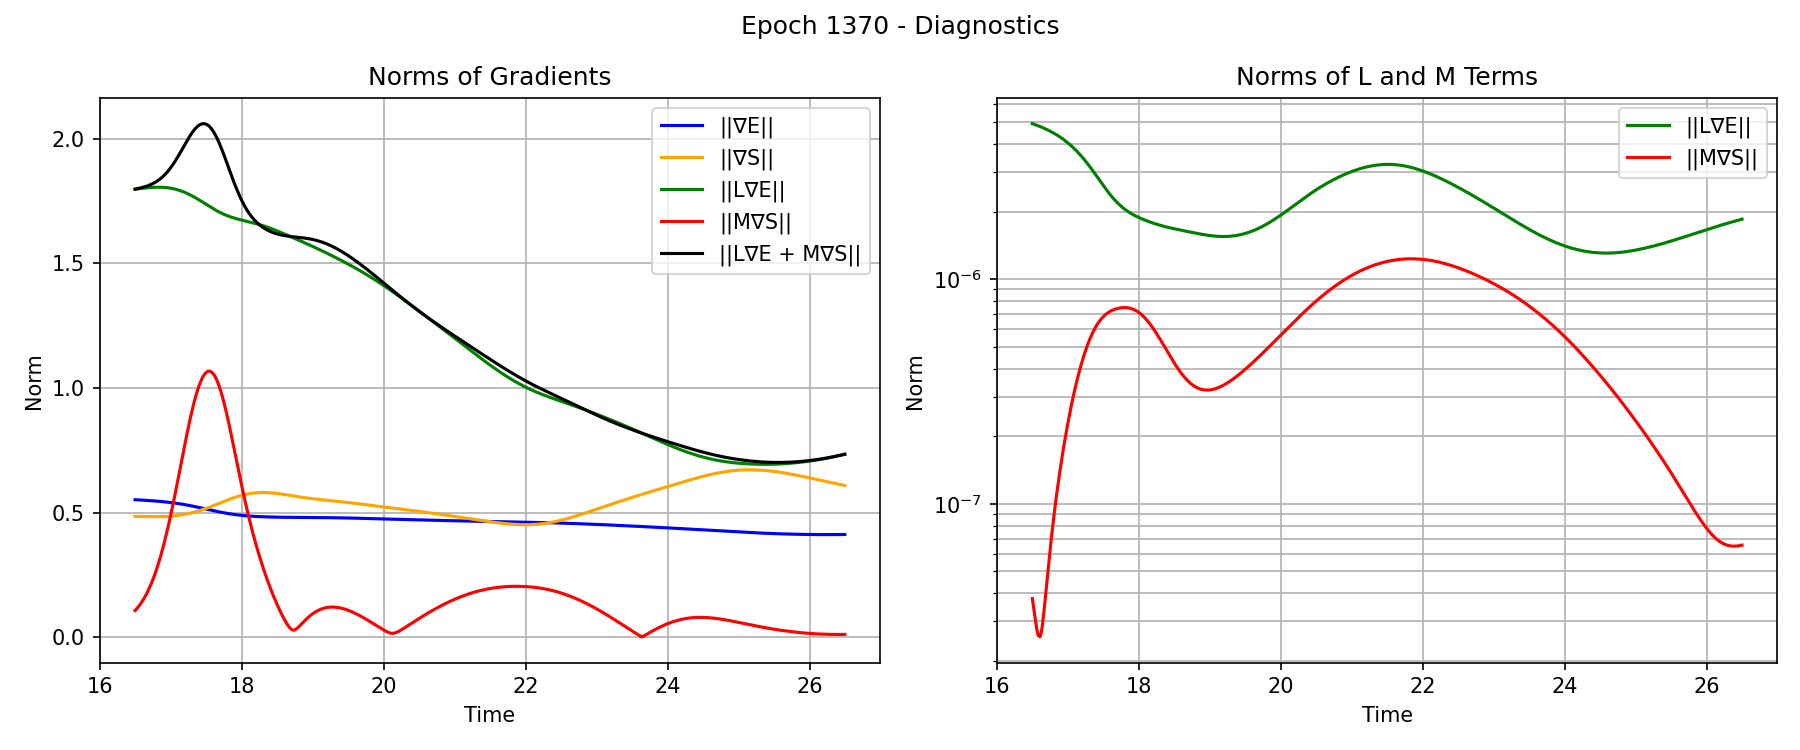 Epoch 1370 - Diagnostics
Norms of Gradients
Norm
2.0
1.5
1.0
0.5
0.0
16
18
20
22
24
26
Time
||∇E||
||∇S||
||L∇E||
||M∇S||
||L∇E + M∇S||
Norms of L and M Terms
Norm
10⁻⁶
10⁻⁷
16
18
20
22
24
26
Time
||L∇E||
||M∇S||